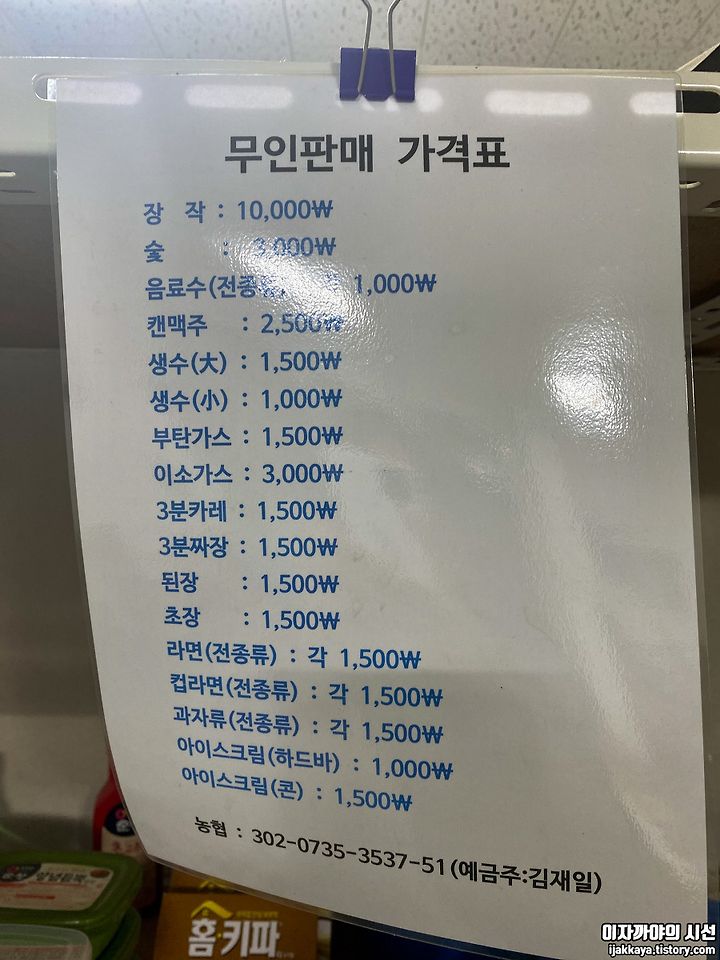 무인판매 가격표
장 작 : 10,000₩
숯 : 3,000₩
음료수(전종류) 각 1,000₩
캔맥주 : 2,500₩
생수(大) : 1,500₩
생수(小) : 1,000₩
부탄가스 : 1,500₩
이소가스 : 3,000₩
3분카레 : 1,500₩
3분짜장 : 1,500₩
된장 : 1,500₩
초장 : 1,500₩
라면(전종류) : 각 1,500₩
컵라면(전종류) : 각 1,500₩
과자류(전종류) : 각 1,500₩
아이스크림(하드바) : 1,000₩
아이스크림(콘) : 1,500₩
농협 : 302-0735-3537-51(예금주:김재일)
홈·키파
이자까야의 시선
ijakkaya.tistory.com